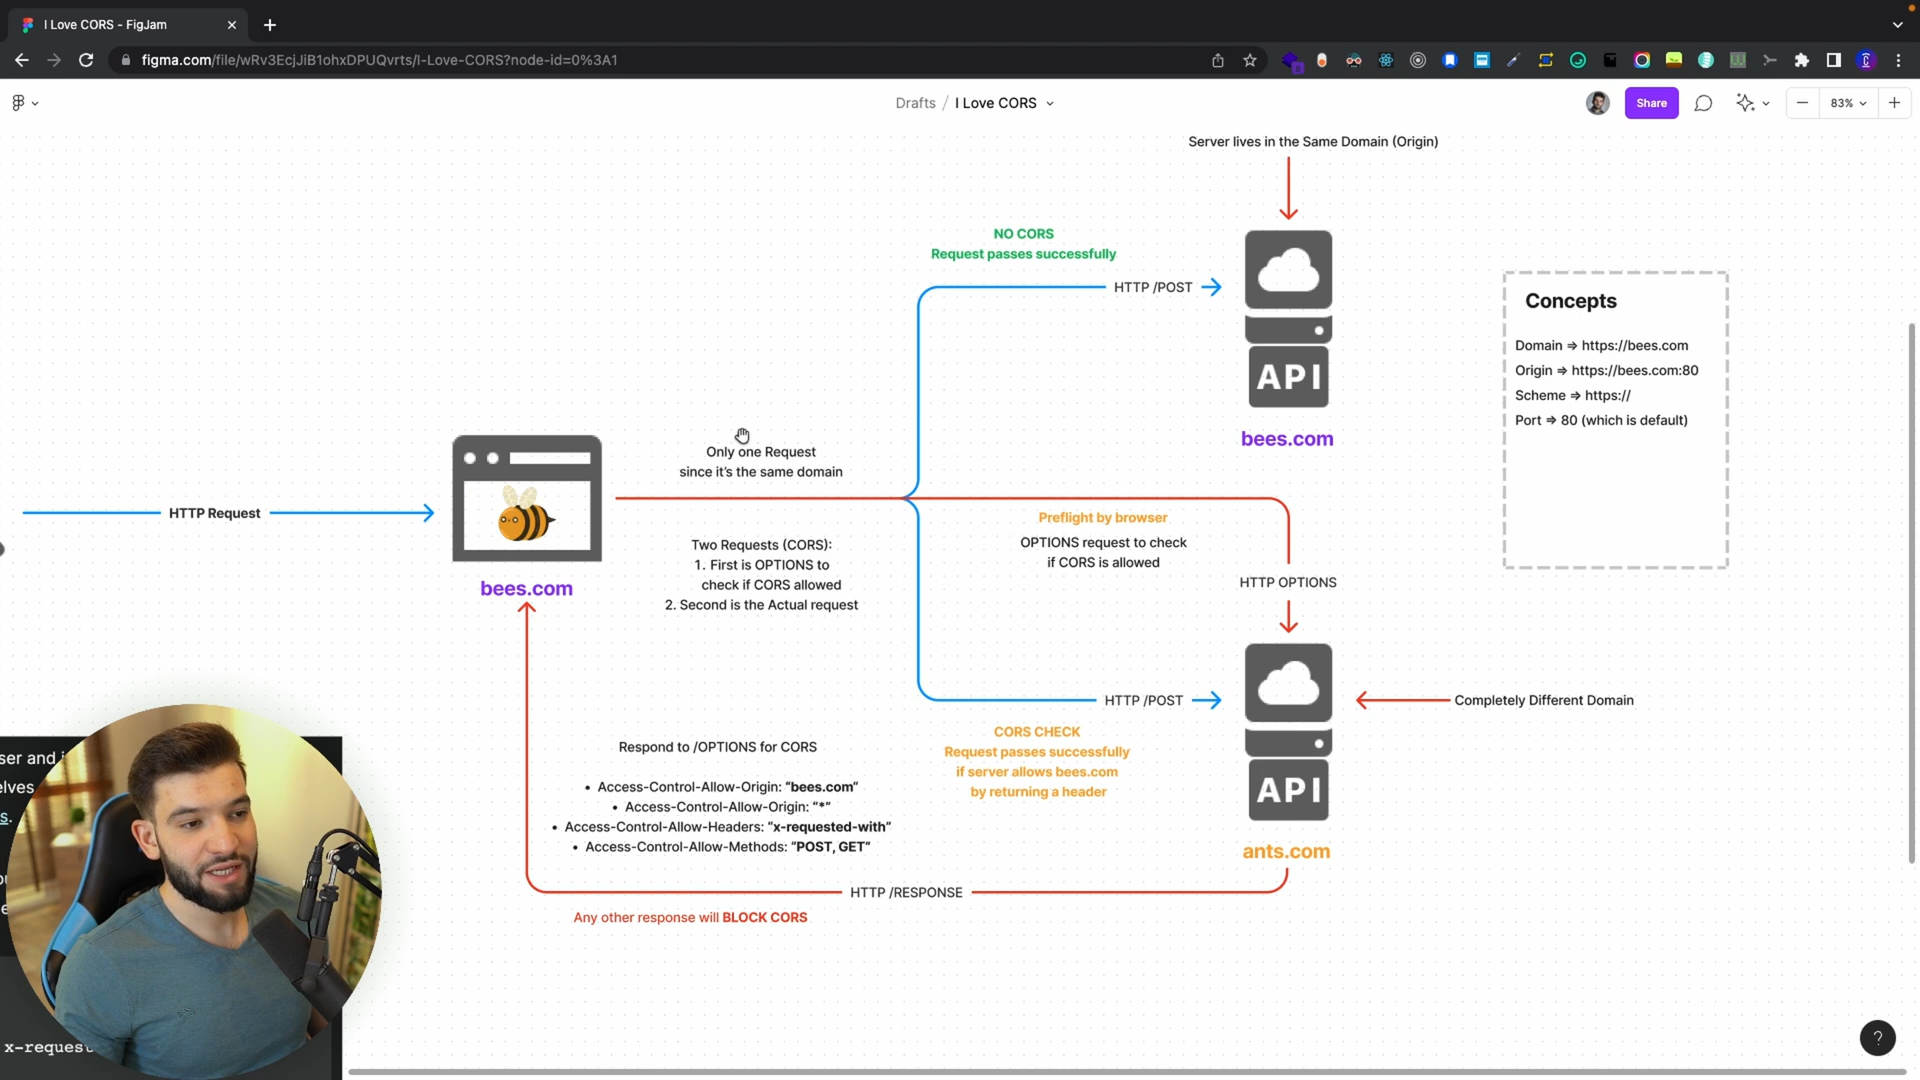 I Love CORS - FigJam
figma.com/file/wRv3EcjJiB1ohxDPUQvrts/I-Love-CORS?node-id=0%3A1
Drafts / I Love CORS
Share
83%
Server lives in the Same Domain (Origin)
NO CORS
Request passes successfully
HTTP /POST
API
bees.com
Concepts
Domain ⇒ https://bees.com
Origin ⇒ https://bees.com:80
Scheme ⇒ https://
Port ⇒ 80 (which is default)
Only one Request
since it's the same domain
HTTP Request
bees.com
Two Requests (CORS):
1. First is OPTIONS to
check if CORS allowed
2. Second is the Actual request
Preflight by browser
OPTIONS request to check
if CORS is allowed
HTTP OPTIONS
HTTP /POST
API
ants.com
Completely Different Domain
CORS CHECK
Request passes successfully
if server allows bees.com
by returning a header
Respond to /OPTIONS for CORS
• Access-Control-Allow-Origin: “bees.com“
• Access-Control-Allow-Origin: “*”
• Access-Control-Allow-Headers: “x-requested-with”
• Access-Control-Allow-Methods: “POST, GET”
HTTP /RESPONSE
Any other response will BLOCK CORS
ser and i
elves
s.
x-request
?